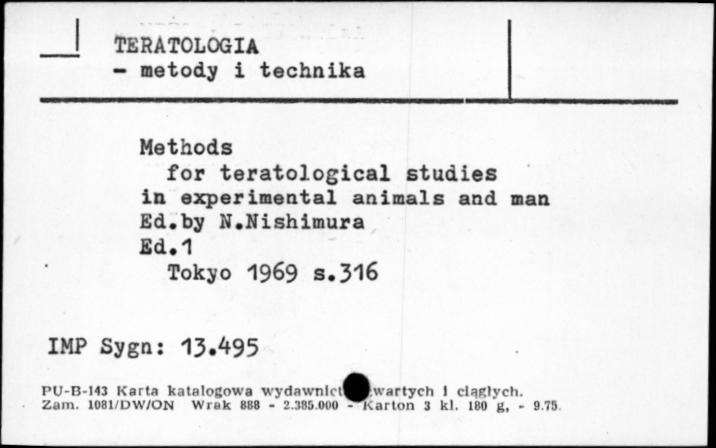 TERATOLOGIA
- metody i technika
Methods
for teratological studies
in experimental animals and man
Ed.by N.Nishimura
Ed.1
Tokyo 1969 s.316
IMP Sygn: 13.495
PU-B-143 Karta katalogowa wydawnict wartych i ciągłych.
Zam. 1081/DW/ON Wrak 888 - 2.385.000 - Karton 3 kl. 180 g, - 9.75.